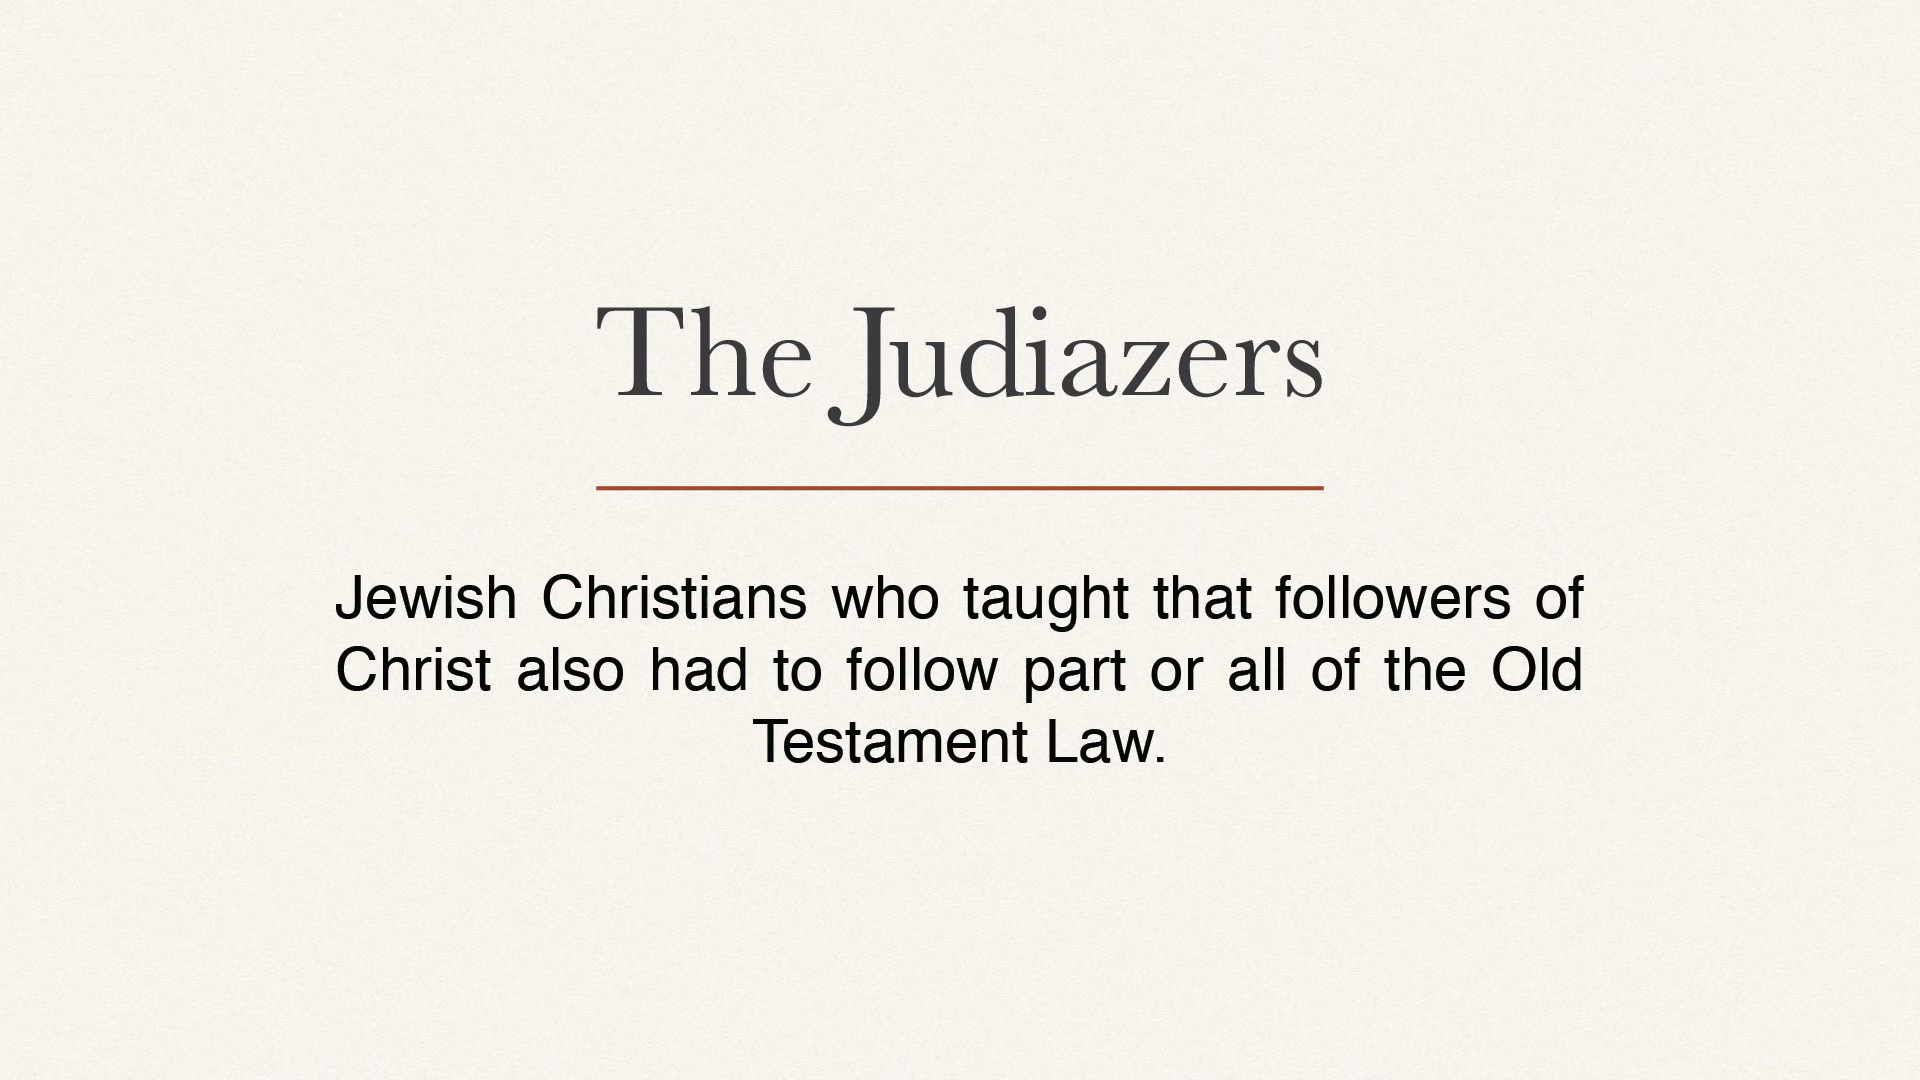 The Judiazers
Jewish Christians who taught that followers of
Christ also had to follow part or all of the Old
Testament Law.